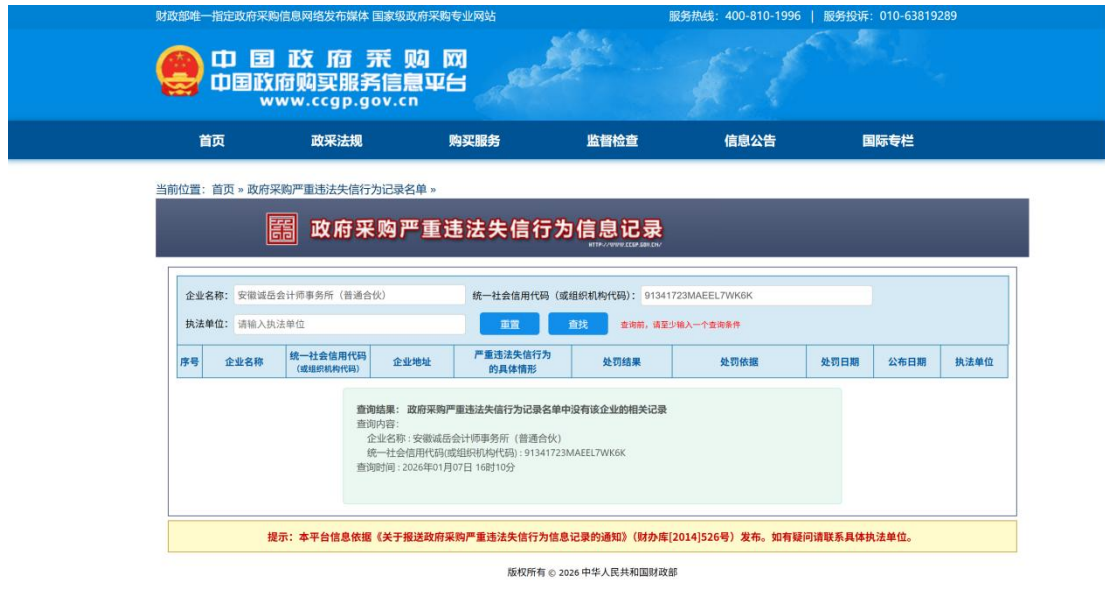 财政部唯一指定政府采购信息网络发布媒体 国家级政府采购专业网站
服务热线：400-810-1996 | 服务投诉：010-63819289
中国政府采购网
中国政府购买服务信息平台
www.ccgp.gov.cn
首页 政采法规 购买服务 监督检查 信息公告 国际专栏
当前位置：首页 » 政府采购严重违法失信行为记录名单 »
政府采购严重违法失信行为信息记录
HTTP://WWW.CCGP.GOV.CN/
企业名称：安徽诚岳会计师事务所（普通合伙） 统一社会信用代码（或组织机构代码）：91341723MAEEL7WK6K
执法单位：请输入执法单位 重置 查找 查询前，请至少输入一个查询条件
序号 企业名称 统一社会信用代码（或组织机构代码） 企业地址 严重违法失信行为的具体情形 处罚结果 处罚依据 处罚日期 公布日期 执法单位
查询结果： 政府采购严重违法失信行为记录名单中没有该企业的相关记录
查询内容：
企业名称 : 安徽诚岳会计师事务所（普通合伙）
统一社会信用代码(或组织机构代码) : 91341723MAEEL7WK6K
查询时间 : 2026年01月07日 16时10分
提示：本平台信息依据《关于报送政府采购严重违法失信行为信息记录的通知》（财办库[2014]526号）发布。如有疑问请联系具体执法单位。
版权所有 © 2026 中华人民共和国财政部